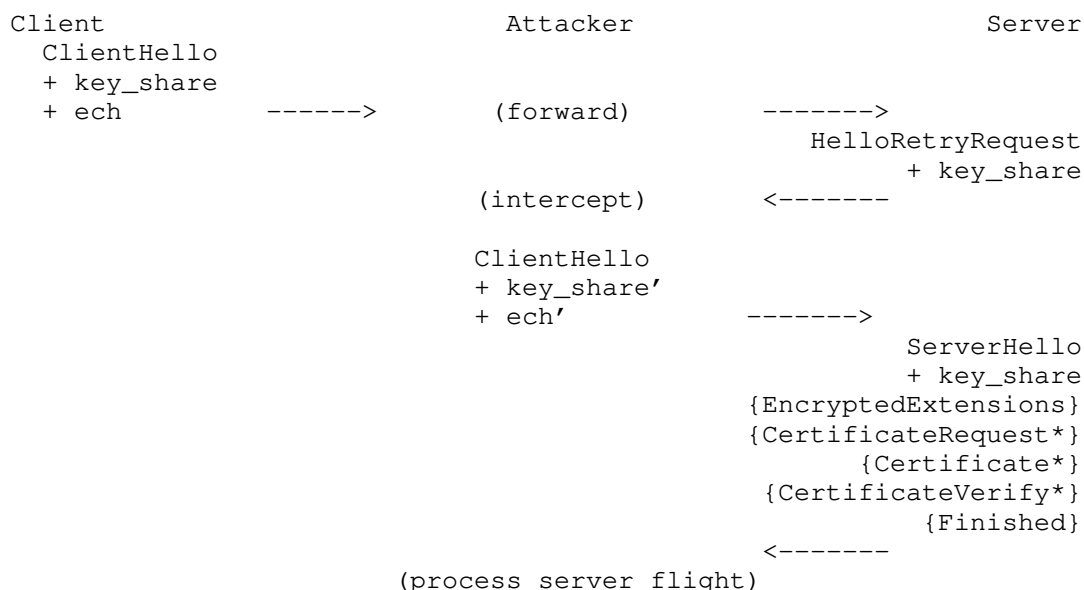 Client                         Attacker                      Server
  ClientHello
  + key_share
  + ech         ------>        (forward)       ------->
                                               HelloRetryRequest
                                                     + key_share
                              (intercept)      <-------

                              ClientHello
                              + key_share'
                              + ech'           ------->
                                                     ServerHello
                                                     + key_share
                                           {EncryptedExtensions}
                                           {CertificateRequest*}
                                                  {Certificate*}
                                            {CertificateVerify*}
                                                      {Finished}
                                               <-------
                         (process server flight)